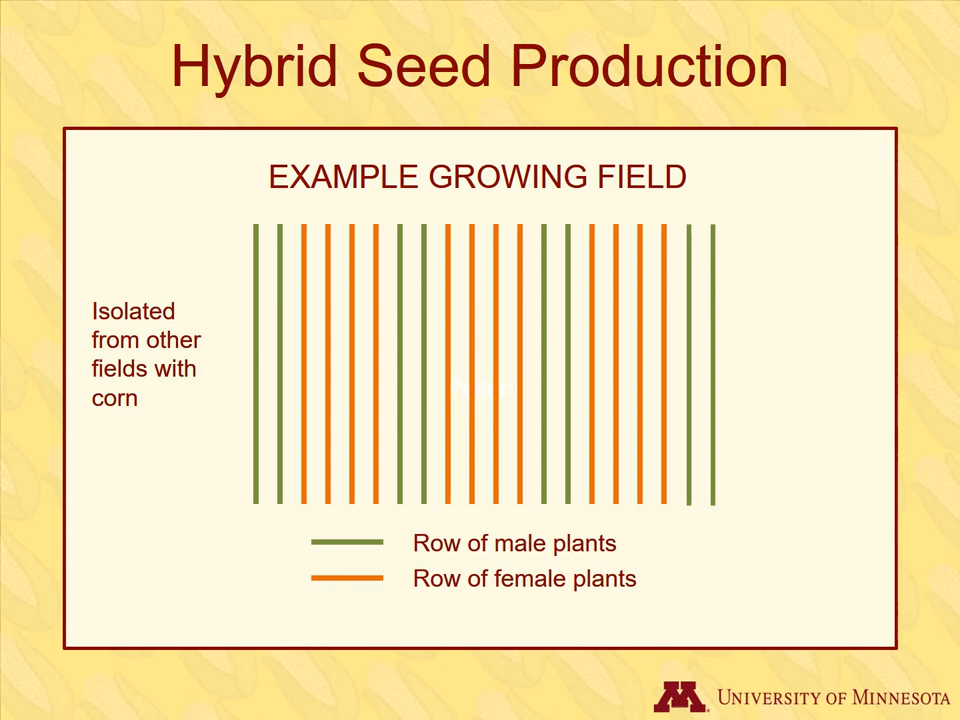 Hybrid Seed Production
EXAMPLE GROWING FIELD
Isolated
from other
fields with
corn
Row of male plants
Row of female plants
UNIVERSITY OF MINNESOTA